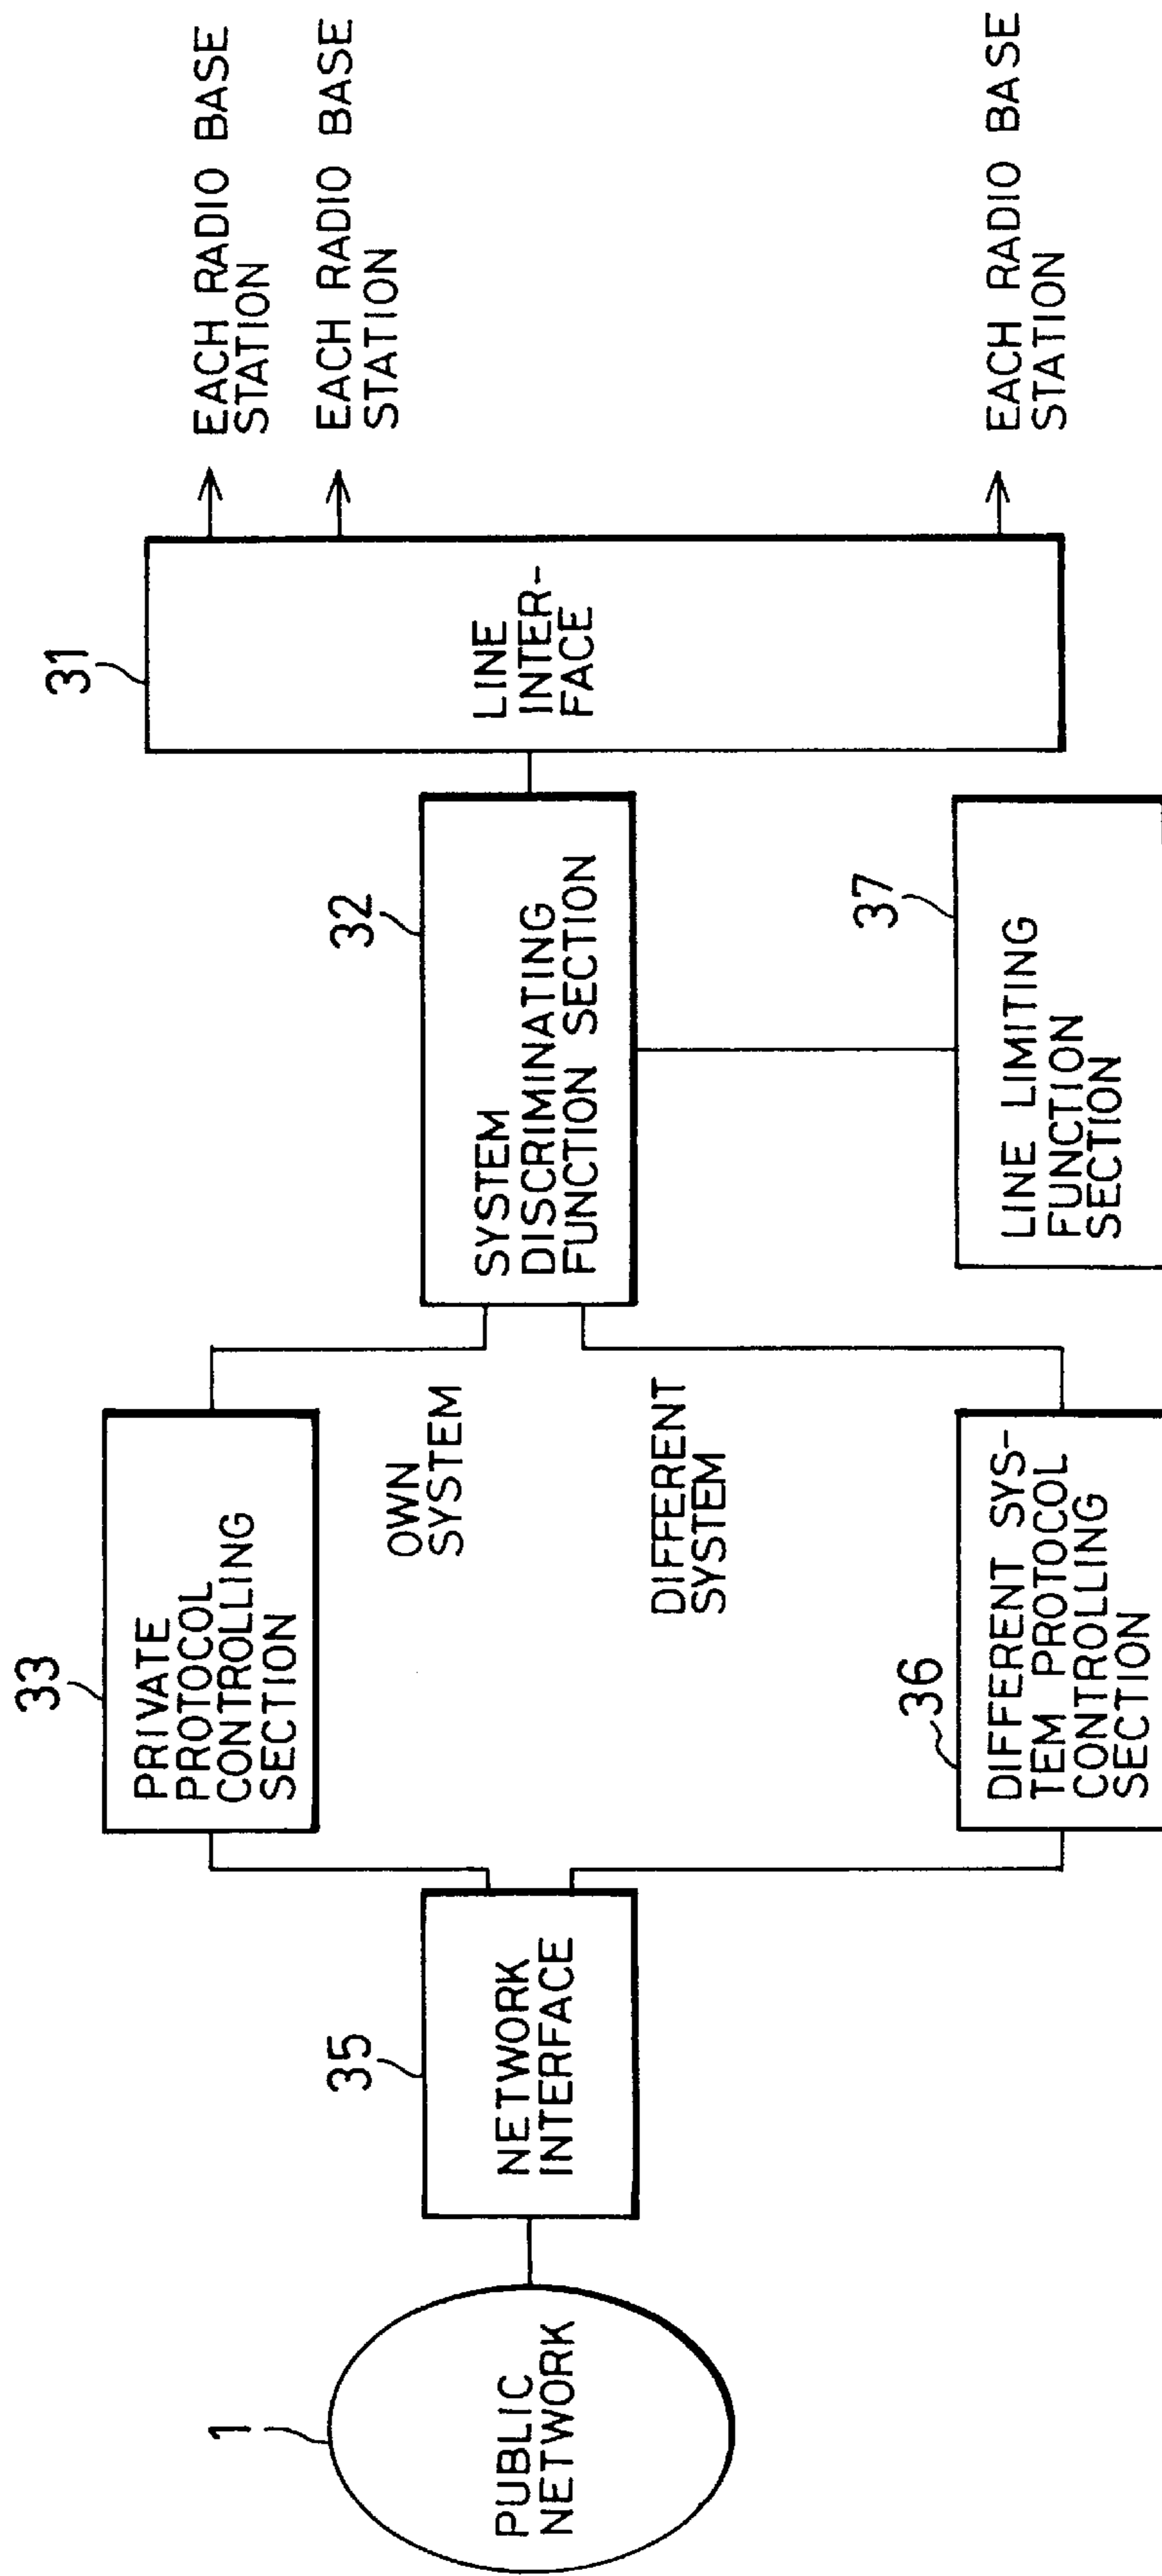 1
PUBLIC
NETWORK
35
NETWORK
INTERFACE
33
PRIVATE
PROTOCOL
CONTROLLING
SECTION
36
DIFFERENT SYS-
TEM PROTOCOL
CONTROLLING
SECTION
OWN
SYSTEM
DIFFERENT
SYSTEM
32
SYSTEM
DISCRIMINATING
FUNCTION SECTION
37
LINE LIMITING
FUNCTION
SECTION
31
LINE
INTER-
FACE
EACH RADIO BASE
STATION
EACH RADIO BASE
STATION
EACH RADIO BASE
STATION